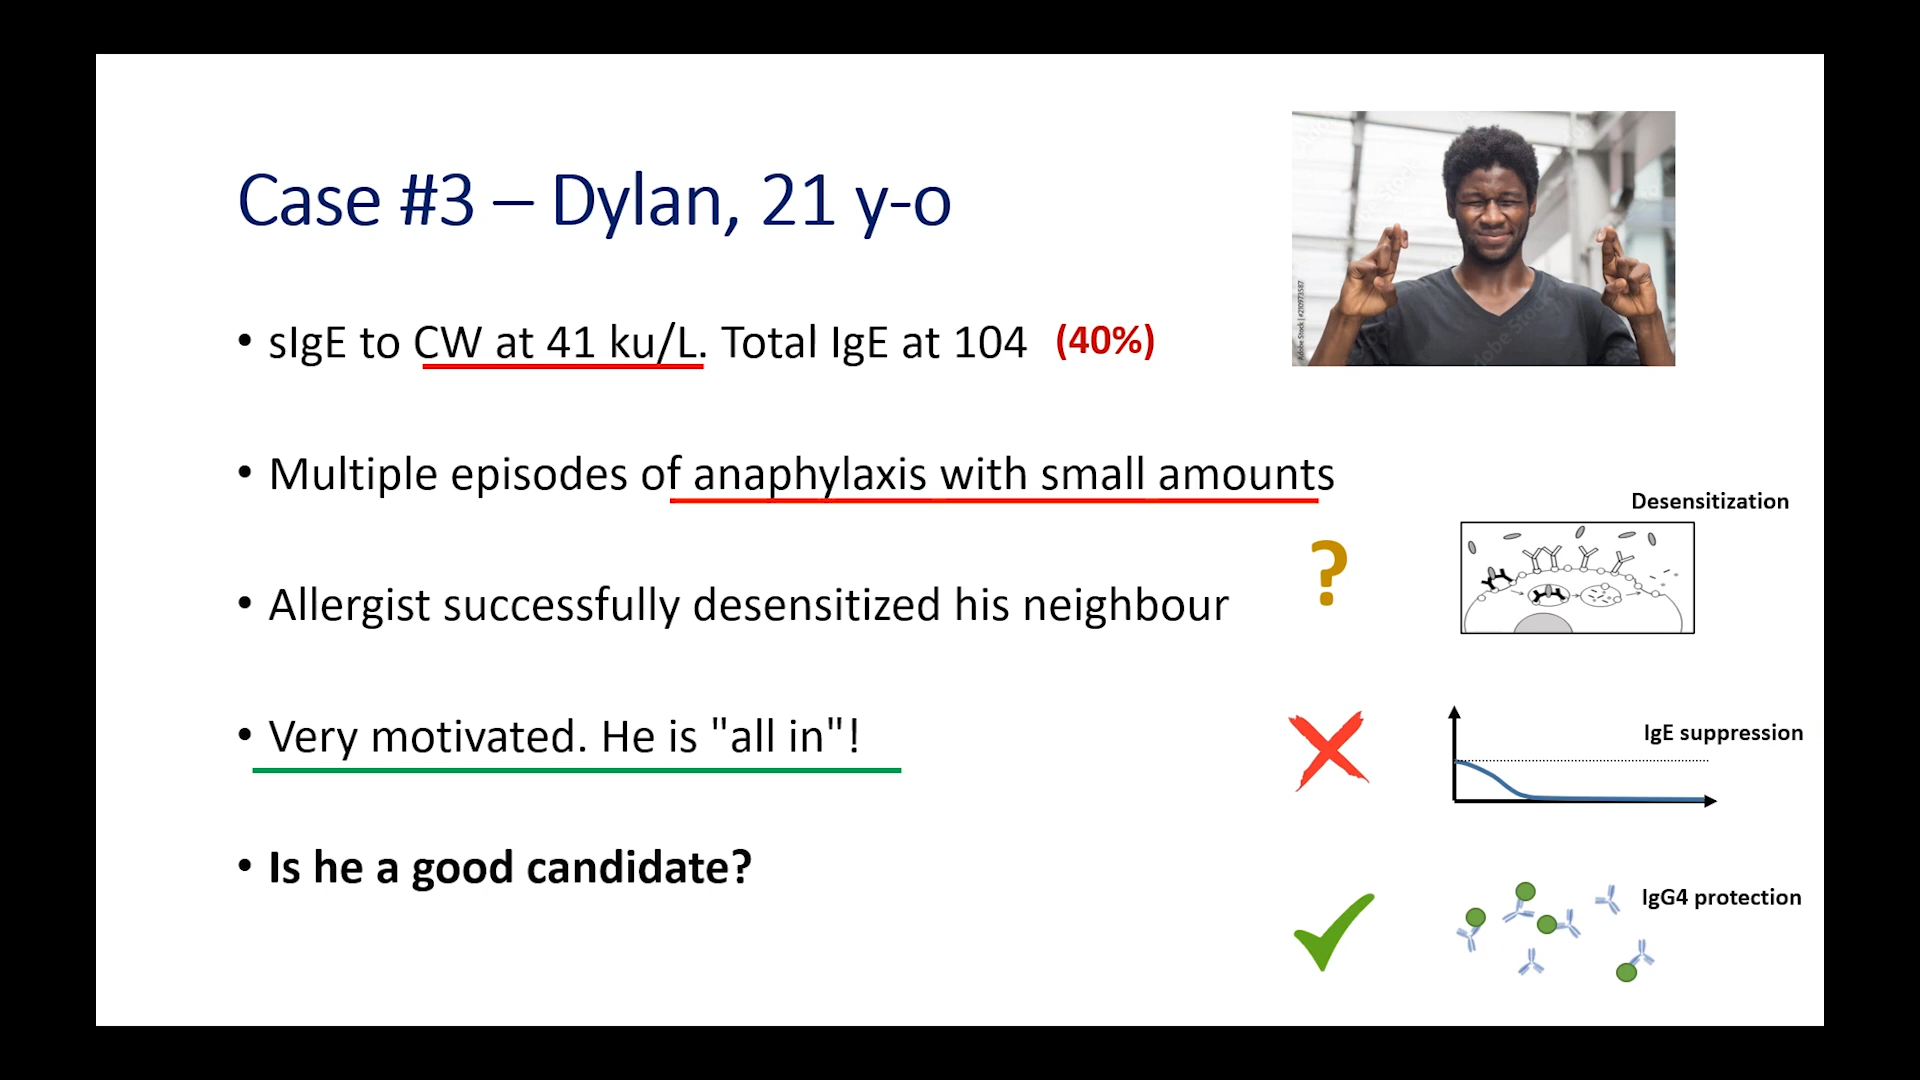 Case #3 – Dylan, 21 y-o
• sIgE to CW at 41 ku/L. Total IgE at 104 (40%)
• Multiple episodes of anaphylaxis with small amounts
• Allergist successfully desensitized his neighbour
• Very motivated. He is "all in"!
• Is he a good candidate?
Desensitization
?
IgE suppression
IgG4 protection